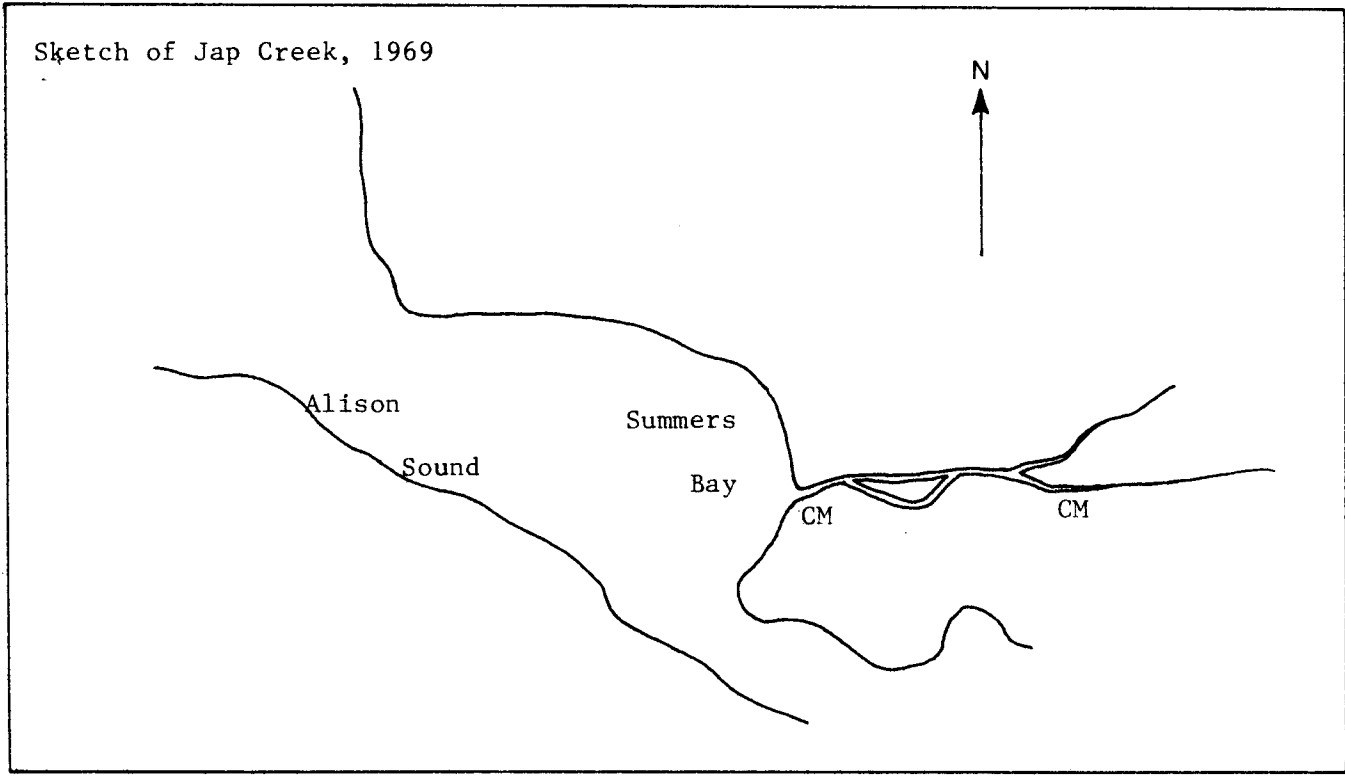 Sketch of Jap Creek, 1969
N
Alison
Sound
Summers
Bay
CM
CM